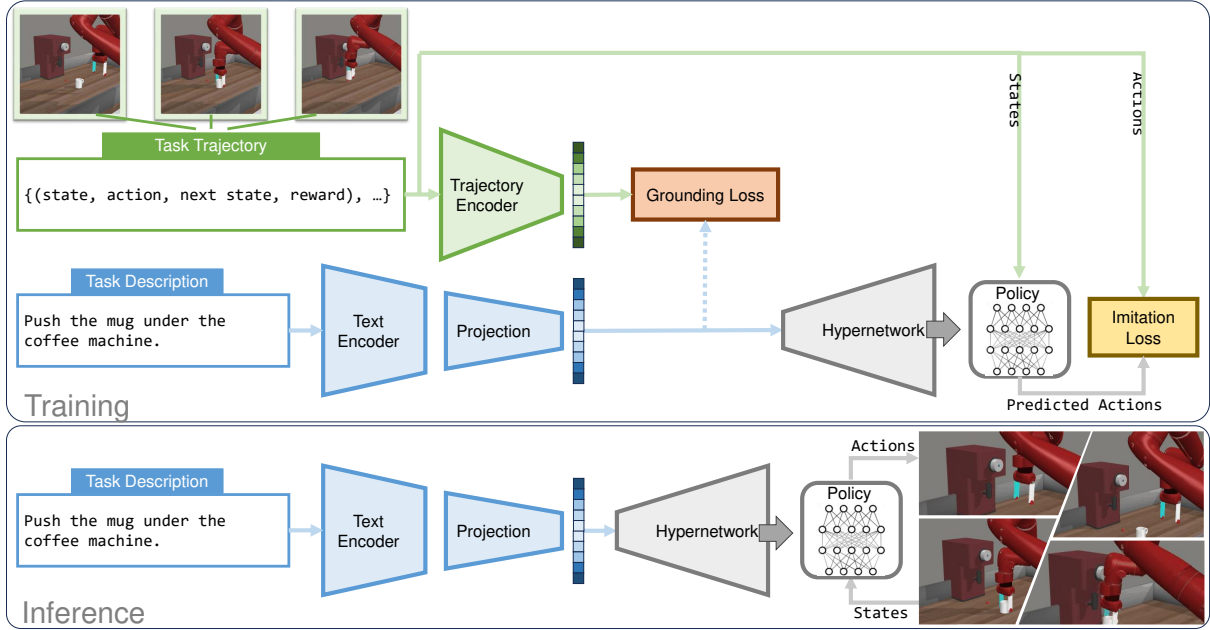 Task Trajectory
{(state, action, next state, reward), …}
Trajectory
Encoder
Grounding Loss
States
Actions
Task Description
Push the mug under the
coffee machine.
Text
Encoder
Projection
Hypernetwork
Policy
Imitation
Loss
Predicted Actions
Training
Task Description
Push the mug under the
coffee machine.
Text
Encoder
Projection
Hypernetwork
Policy
Actions
States
Inference